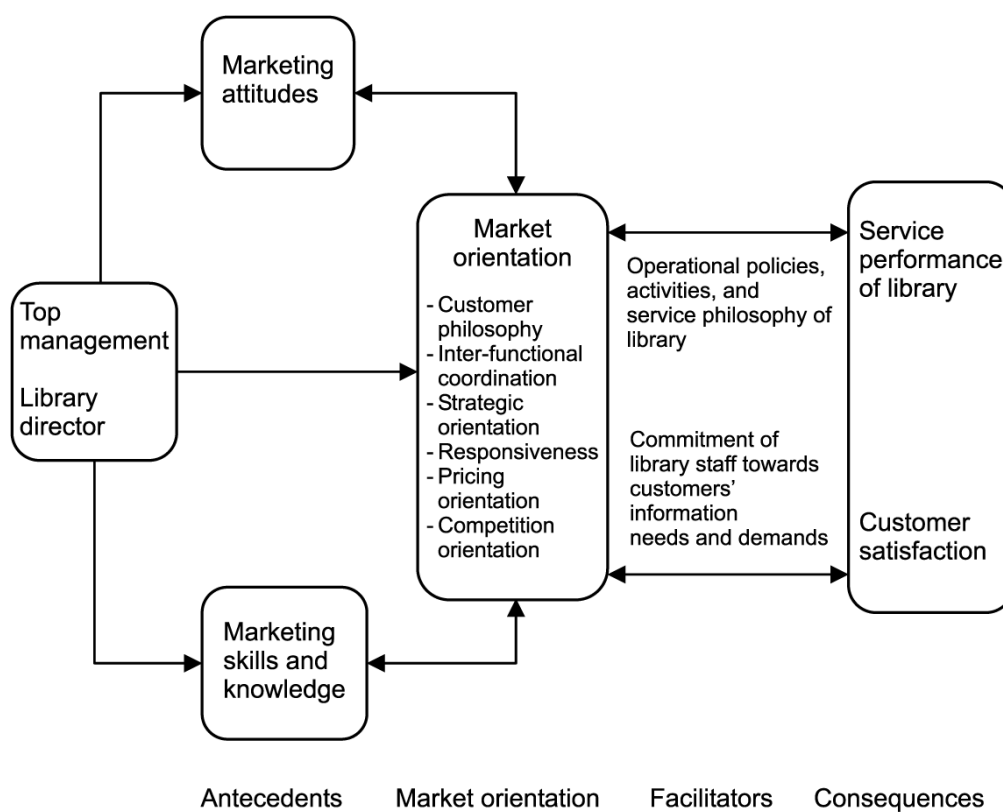 Marketing
attitudes
Top
management
Library
director
Market
orientation
- Customer
philosophy
- Inter-functional
coordination
- Strategic
orientation
- Responsiveness
- Pricing
orientation
- Competition
orientation
Marketing
skills and
knowledge
Operational policies,
activities, and
service philosophy of
library
Commitment of
library staff towards
customers’
information
needs and demands
Service
performance
of library
Customer
satisfaction
Antecedents
Market orientation
Facilitators
Consequences